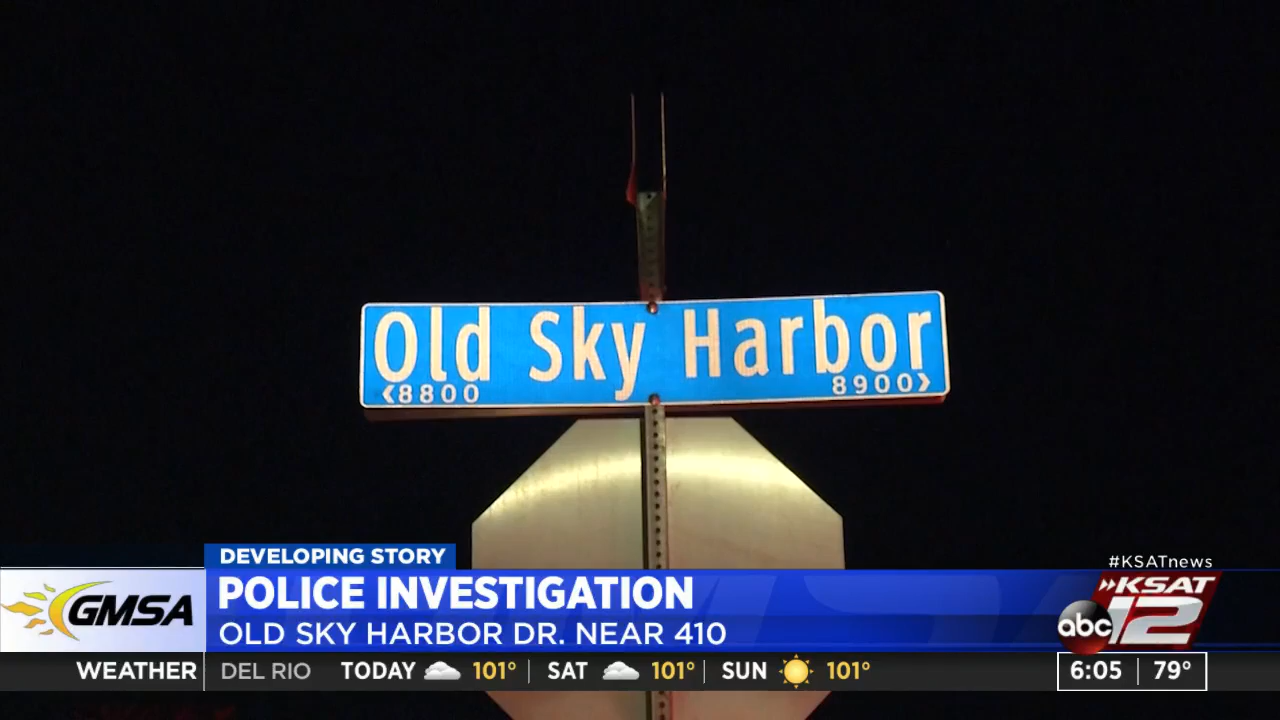 Old Sky Harbor
<8800 8900>
#KSATnews
DEVELOPING STORY
GMSA
POLICE INVESTIGATION
OLD SKY HARBOR DR. NEAR 410
KSAT
abc 12
WEATHER DEL RIO TODAY 101° SAT 101° SUN 101° 6:05 79°